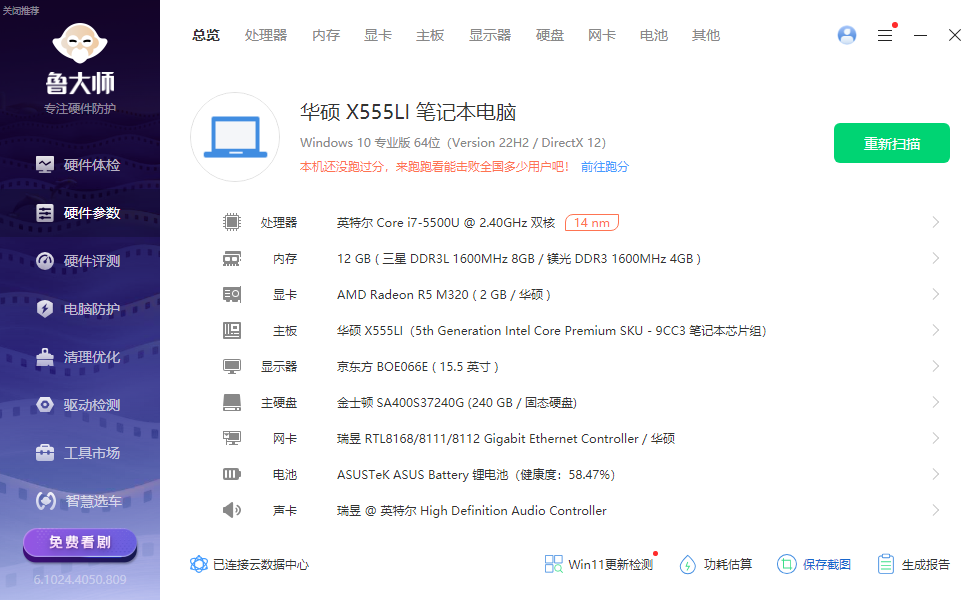 关闭推荐
鲁大师
专注硬件防护
硬件体检
硬件参数
硬件评测
电脑防护
清理优化
驱动检测
工具市场
智慧选车
免费看剧
6.1024.4050.809
总览 处理器 内存 显卡 主板 显示器 硬盘 网卡 电池 其他
华硕 X555LI 笔记本电脑
Windows 10 专业版 64位（Version 22H2 / DirectX 12）
本机还没跑过分，来跑跑看能击败全国多少用户吧！ 前往跑分
重新扫描
处理器 英特尔 Core i7-5500U @ 2.40GHz 双核 14 nm
内存 12 GB ( 三星 DDR3L 1600MHz 8GB / 镁光 DDR3 1600MHz 4GB )
显卡 AMD Radeon R5 M320 ( 2 GB / 华硕 )
主板 华硕 X555LI（5th Generation Intel Core Premium SKU - 9CC3 笔记本芯片组）
显示器 京东方 BOE066E ( 15.5 英寸 )
主硬盘 金士顿 SA400S37240G (240 GB / 固态硬盘)
网卡 瑞昱 RTL8168/8111/8112 Gigabit Ethernet Controller / 华硕
电池 ASUSTeK ASUS Battery 锂电池（健康度：58.47%）
声卡 瑞昱 @ 英特尔 High Definition Audio Controller
已连接云数据中心 Win11更新检测 功耗估算 保存截图 生成报告